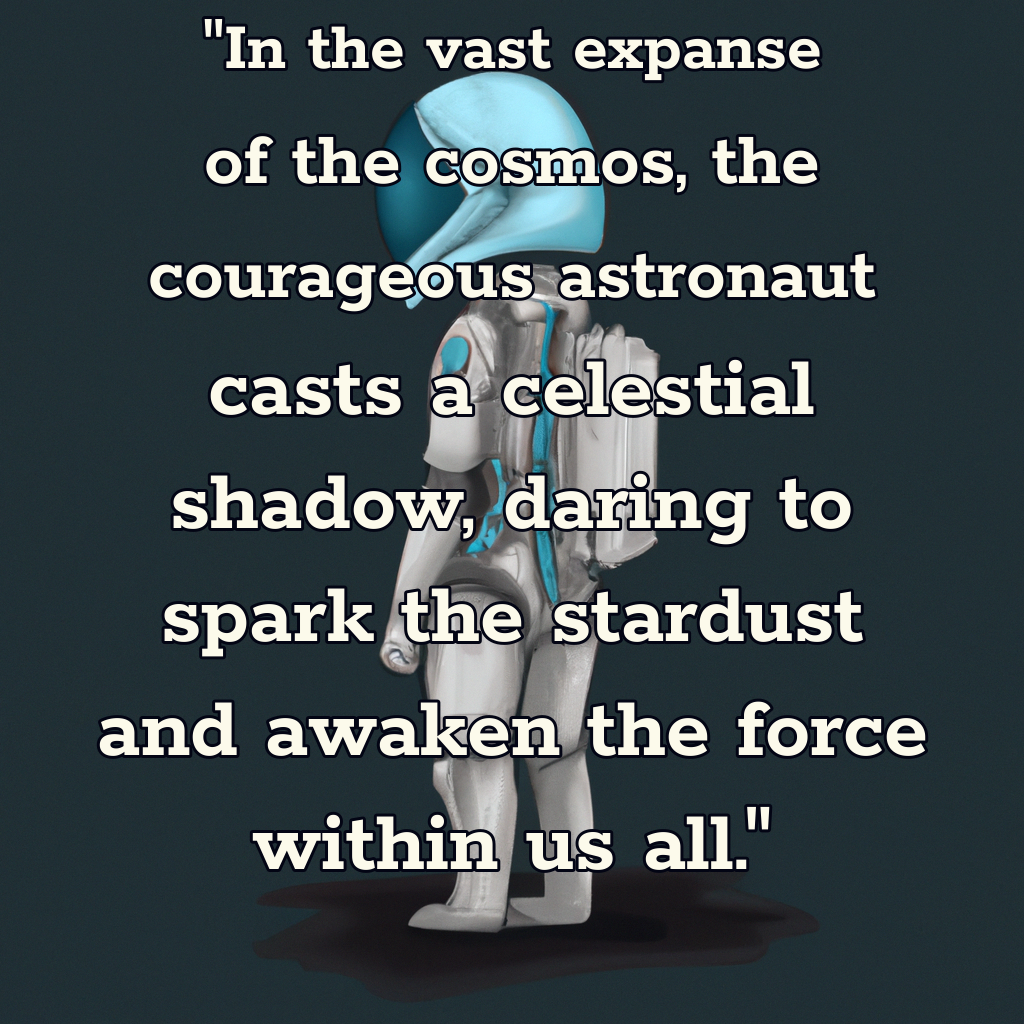 "In the vast expanse
of the cosmos, the
courageous astronaut
casts a celestial
shadow, daring to
spark the stardust
and awaken the force
within us all."